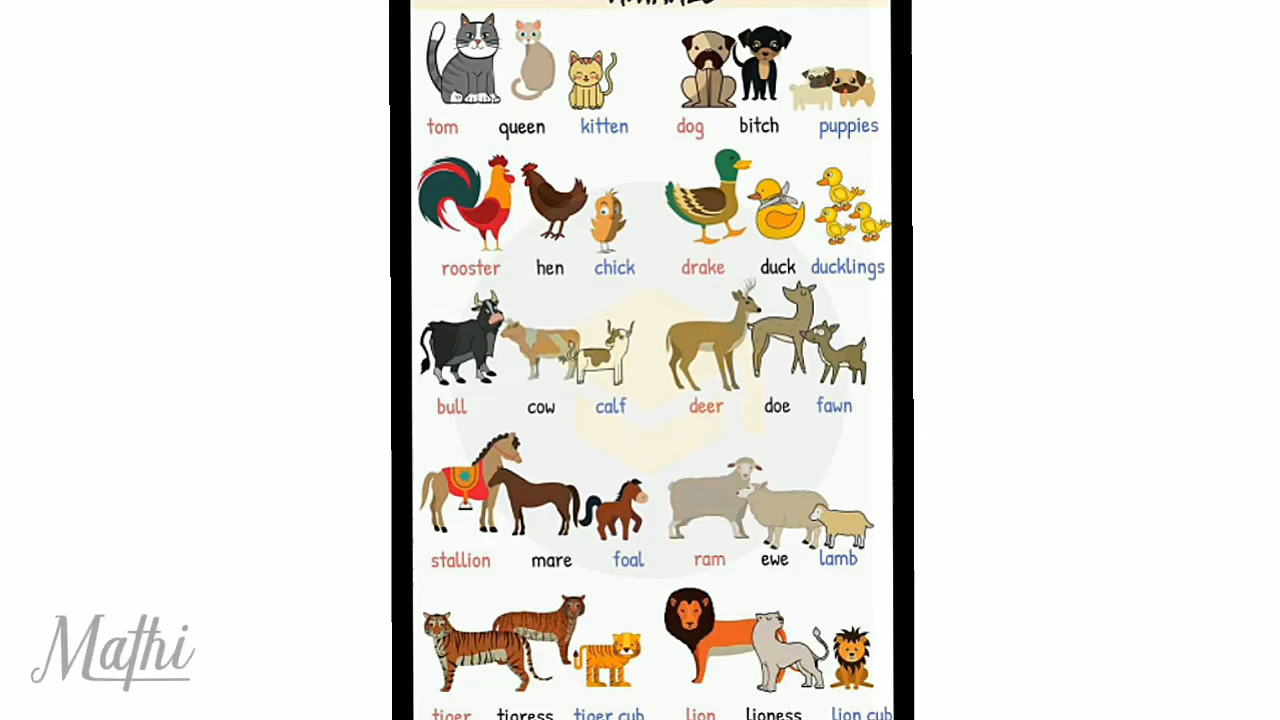 tom queen kitten dog bitch puppies
rooster hen chick drake duck ducklings
bull cow calf deer doe fawn
stallion mare foal ram ewe lamb
tiger tigress tiger cub lion lioness lion cub
Mathi